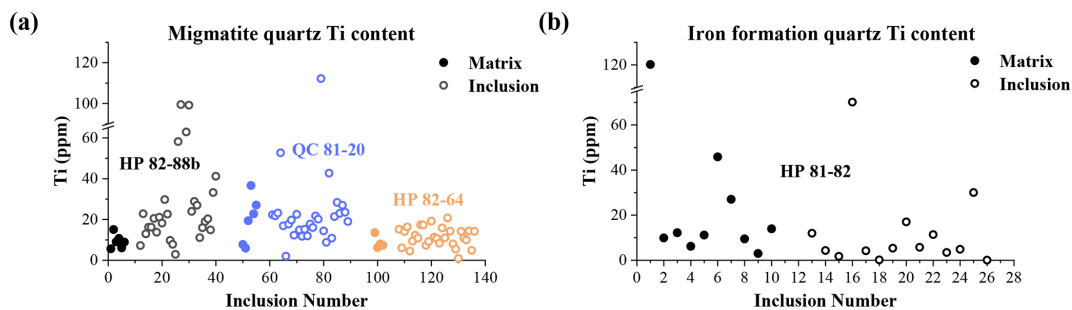 (a)
Migmatite quartz Ti content
Matrix
Inclusion
120
100
60
40
20
0
Ti (ppm)
HP 82-88b
QC 81-20
HP 82-64
0 20 40 60 80 100 120 140
Inclusion Number
(b)
Iron formation quartz Ti content
Matrix
Inclusion
120
60
40
20
0
Ti (ppm)
HP 81-82
0 2 4 6 8 10 12 14 16 18 20 22 24 26 28
Inclusion Number